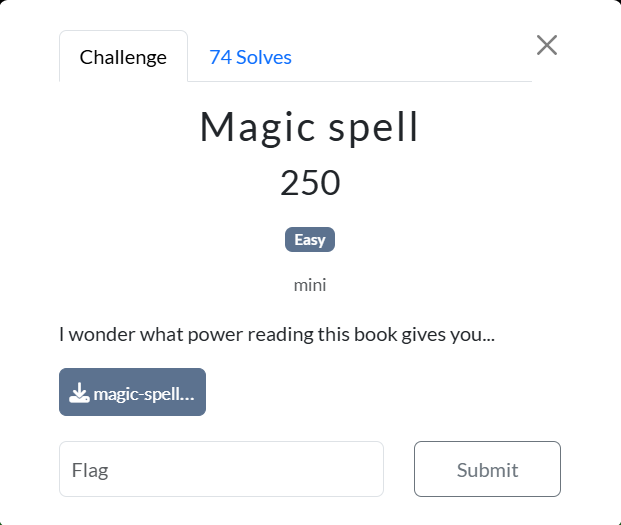 Challenge
74 Solves
Magic spell
250
Easy
mini
I wonder what power reading this book gives you...
magic-spell...
Flag
Submit